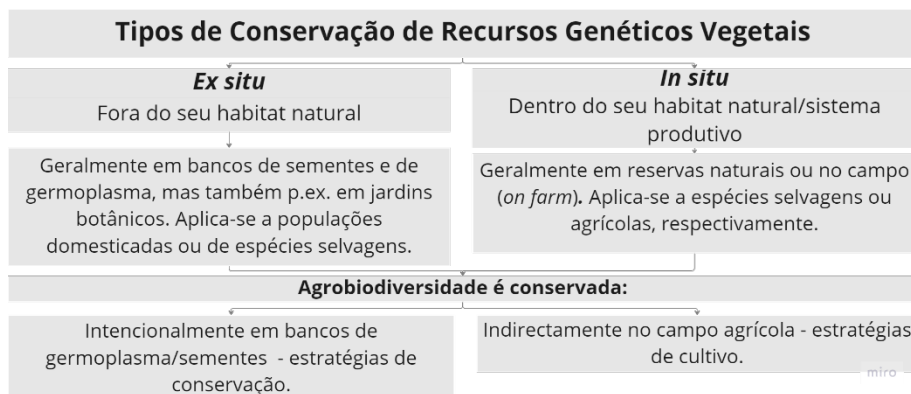 Tipos de Conservação de Recursos Genéticos Vegetais
Ex situ
Fora do seu habitat natural
In situ
Dentro do seu habitat natural/sistema
produtivo
Geralmente em bancos de sementes e de
germoplasma, mas também p.ex. em jardins
botânicos. Aplica-se a populações
domesticadas ou de espécies selvagens.
Geralmente em reservas naturais ou no campo
(on farm). Aplica-se a espécies selvagens ou
agrícolas, respectivamente.
Agrobiodiversidade é conservada:
Intencionalmente em bancos de
germoplasma/sementes - estratégias de
conservação.
Indirectamente no campo agrícola - estratégias
de cultivo.
miro